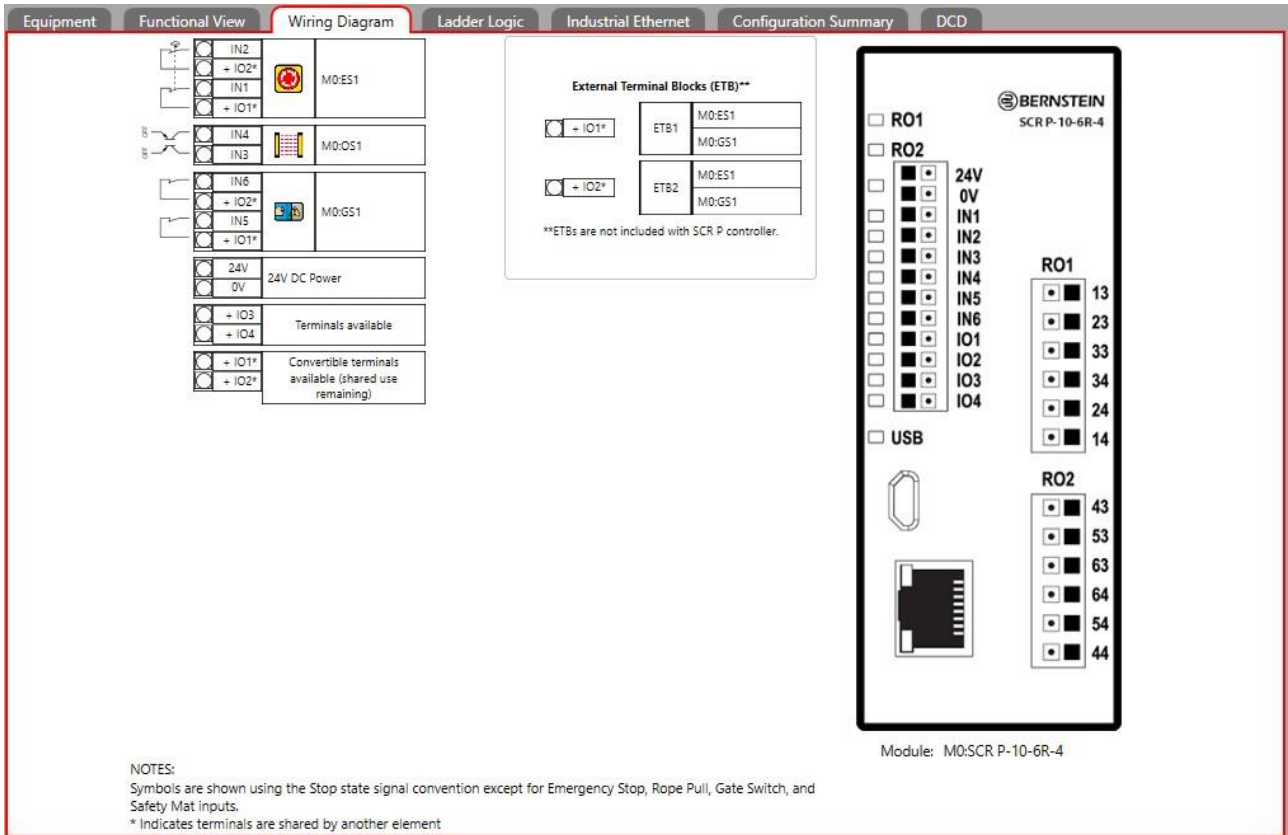 Equipment
Functional View
Wiring Diagram
Ladder Logic
Industrial Ethernet
Configuration Summary
DCD
IN2
+ IO2*
IN1
+ IO1*
M0:ES1
IN4
IN3
M0:OS1
IN6
+ IO2*
IN5
+ IO1*
M0:GS1
24V
0V
24V DC Power
+ IO3
+ IO4
Terminals available
+ IO1*
+ IO2*
Convertible terminals
available (shared use
remaining)
External Terminal Blocks (ETB)**
+ IO1*
ETB1
M0:ES1
M0:GS1
+ IO2*
ETB2
M0:ES1
M0:GS1
**ETBs are not included with SCR P controller.
BERNSTEIN
SCR P-10-6R-4
RO1
RO2
24V
0V
IN1
IN2
IN3
IN4
IN5
IN6
IO1
IO2
IO3
IO4
USB
RO1
13
23
33
34
24
14
RO2
43
53
63
64
54
44
Module: M0:SCR P-10-6R-4
NOTES:
Symbols are shown using the Stop state signal convention except for Emergency Stop, Rope Pull, Gate Switch, and
Safety Mat inputs.
* Indicates terminals are shared by another element